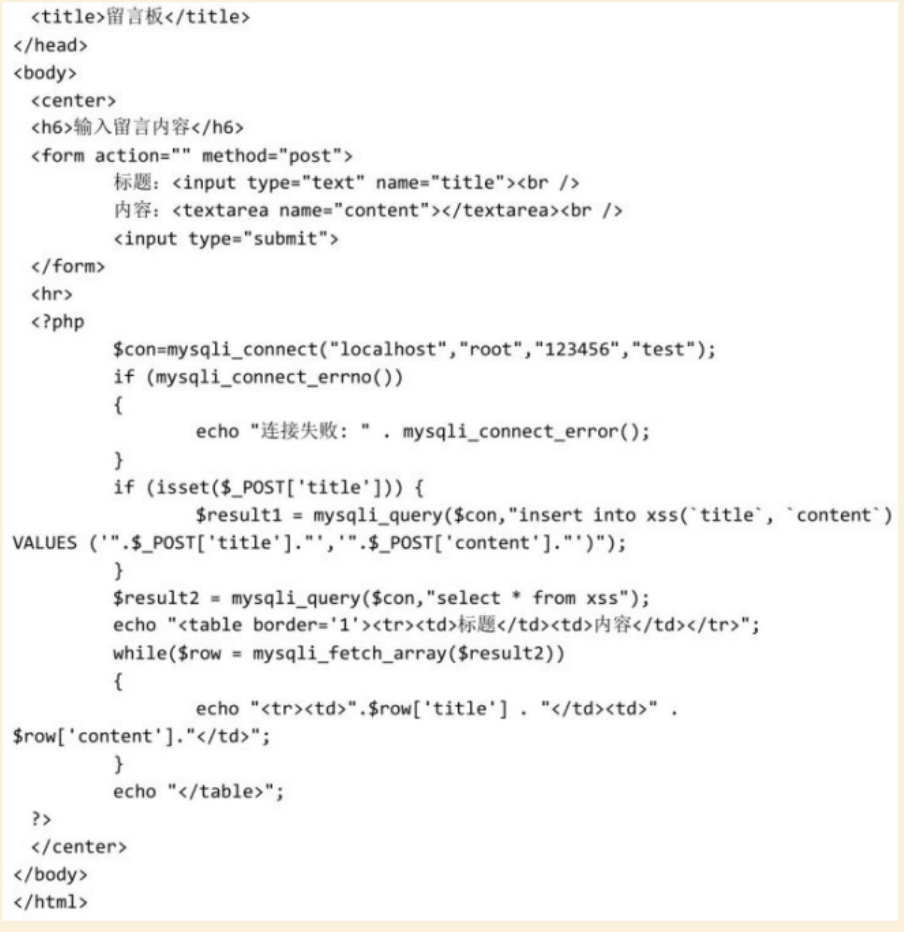 <title>留言板</title>
</head>
<body>
<center>
<h6>输入留言内容</h6>
<form action="" method="post">
标题：<input type="text" name="title"><br />
内容：<textarea name="content"></textarea><br />
<input type="submit">
</form>
<hr>
<?php
$con=mysqli_connect("localhost","root","123456","test");
if (mysqli_connect_errno())
{
echo "连接失败: " . mysqli_connect_error();
}
if (isset($_POST['title'])) {
$result1 = mysqli_query($con,"insert into xss(`title`, `content`)
VALUES ('".$_POST['title']."','".$_POST['content']."')");
}
$result2 = mysqli_query($con,"select * from xss");
echo "<table border='1'><tr><td>标题</td><td>内容</td></tr>";
while($row = mysqli_fetch_array($result2))
{
echo "<tr><td>".$row['title'] . "</td><td>" .
$row['content']."</td>";
}
echo "</table>";
?>
</center>
</body>
</html>